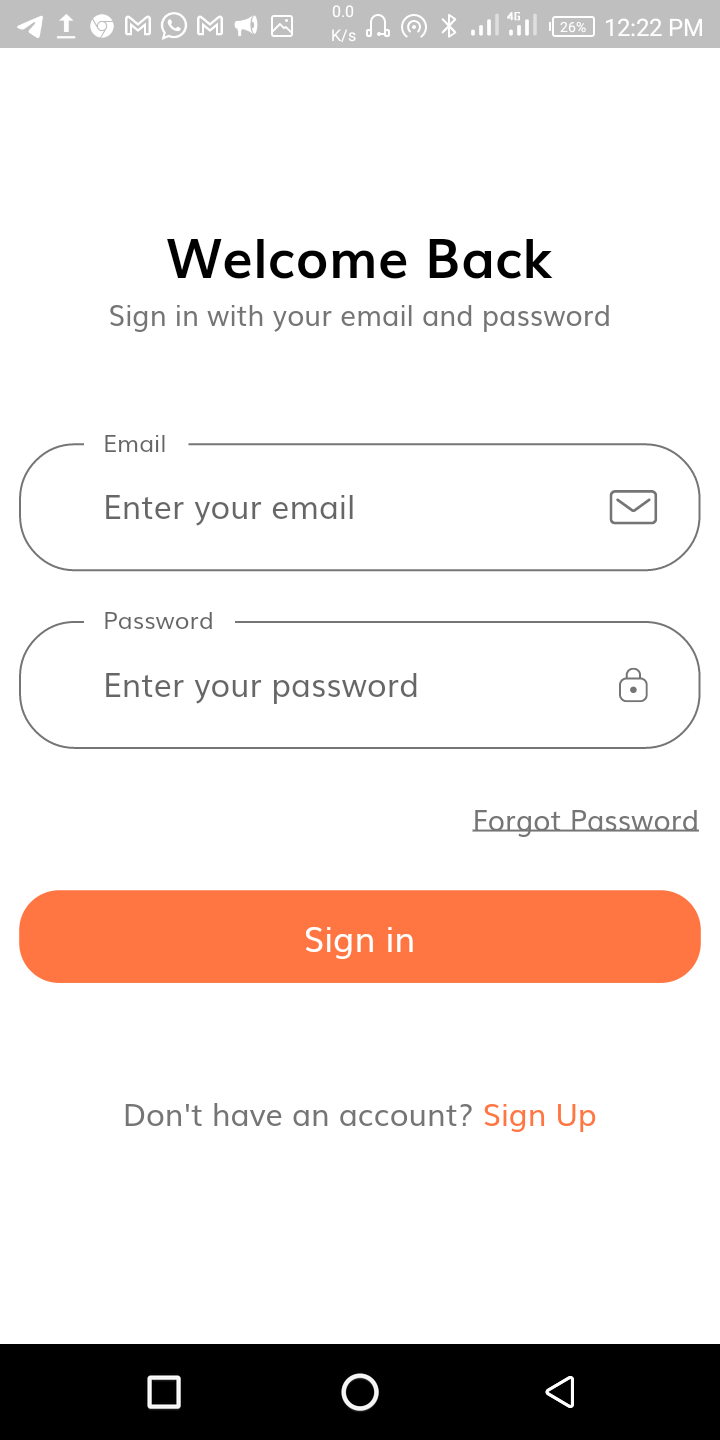 0.0
K/s
4G
26%
12:22 PM
Welcome Back
Sign in with your email and password
Email
Enter your email
Password
Enter your password
Forgot Password
Sign in
Don't have an account? Sign Up